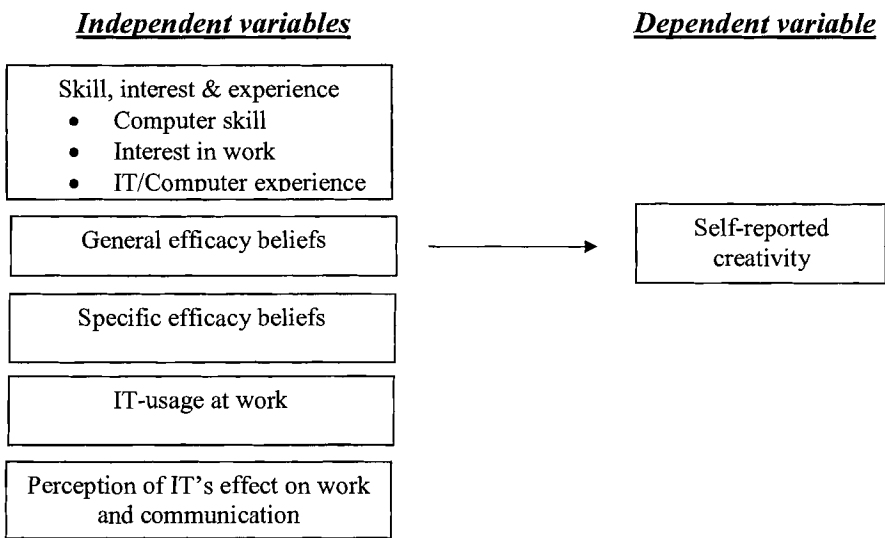 Independent variables
Dependent variable
Skill, interest & experience
• Computer skill
• Interest in work
• IT/Computer experience
General efficacy beliefs
Self-reported
creativity
Specific efficacy beliefs
IT-usage at work
Perception of IT’s effect on work
and communication